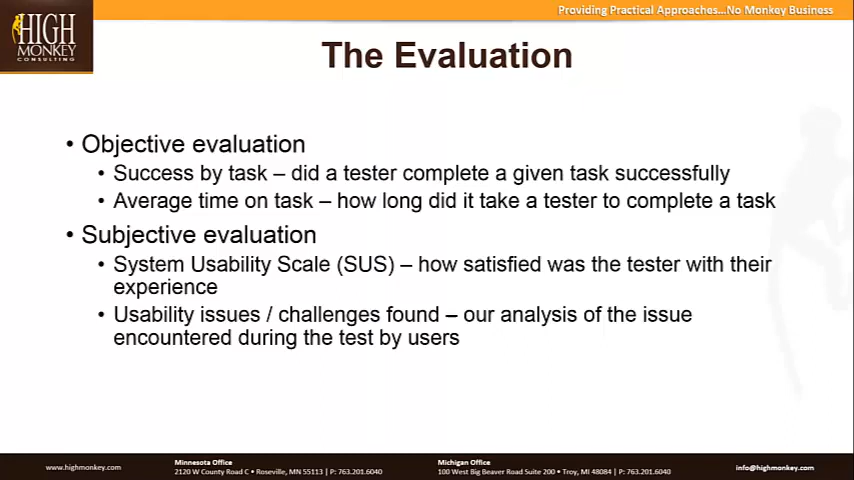 Providing Practical Approaches...No Monkey Business
HIGH
MONKEY
CONSULTING
The Evaluation
• Objective evaluation
• Success by task – did a tester complete a given task successfully
• Average time on task – how long did it take a tester to complete a task
• Subjective evaluation
• System Usability Scale (SUS) – how satisfied was the tester with their
experience
• Usability issues / challenges found – our analysis of the issue
encountered during the test by users
www.highmonkey.com
Minnesota Office
2120 W County Road C • Roseville, MN 55113 | P: 763.201.6040
Michigan Office
100 West Big Beaver Road Suite 200 • Troy, MI 48084 | P: 763.201.6040
info@highmonkey.com